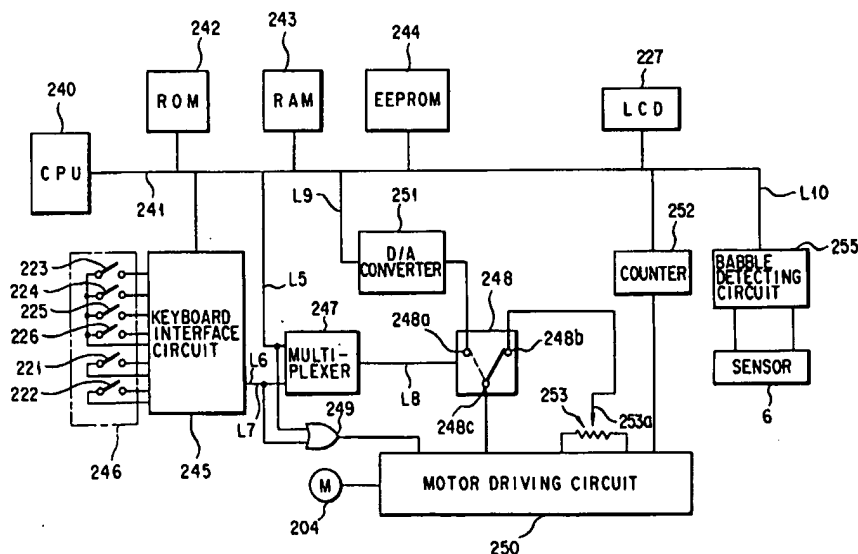 242
243
244
227
240
ROM
RAM
EEPROM
LCD
CPU
241
L9
251
L10
252
255
D/A
CONVERTER
COUNTER
BABBLE
DETECTING
CIRCUIT
223
224
225
226
221
222
KEYBOARD
INTERFACE
CIRCUIT
L5
247
248
248a
248b
L6
MULTI-
PLEXER
L8
SENSOR
6
L7
249
248c
253
253a
246
245
M
204
MOTOR DRIVING CIRCUIT
250